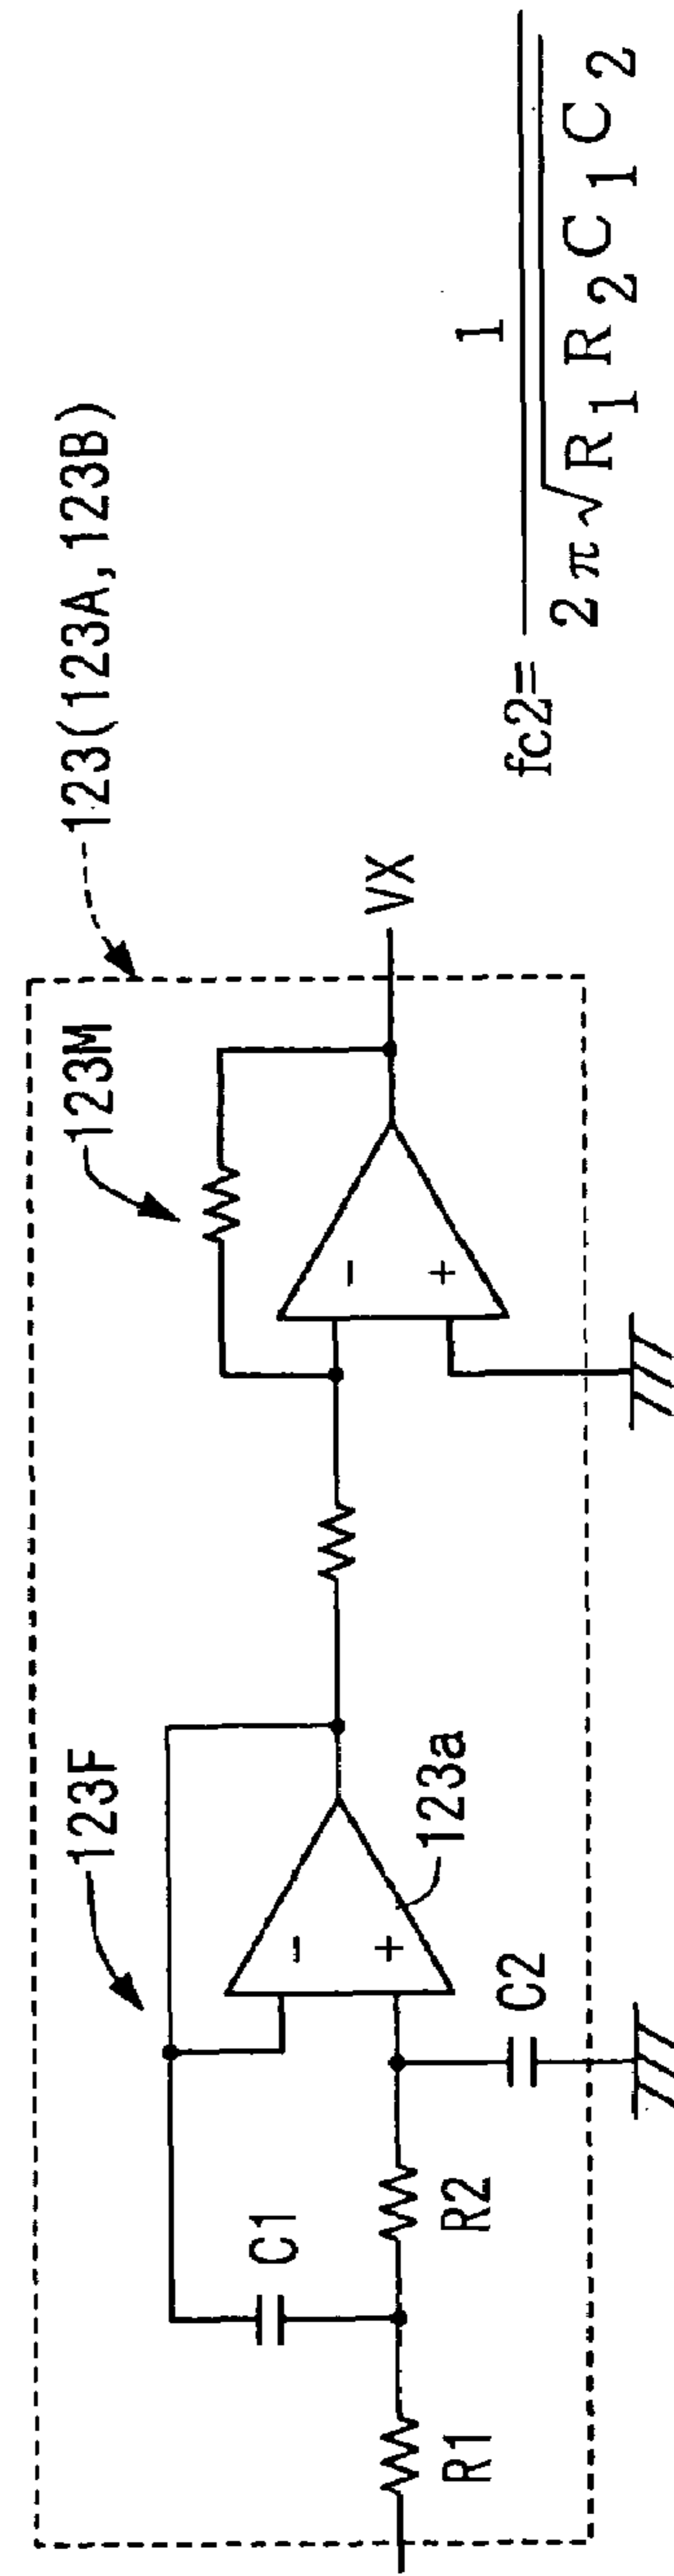 123(123A, 123B)
123F
123M
C1
-
+
-
+
VX
123a
R1
R2
C2
fc2= 1
2π√R1R2C1C2